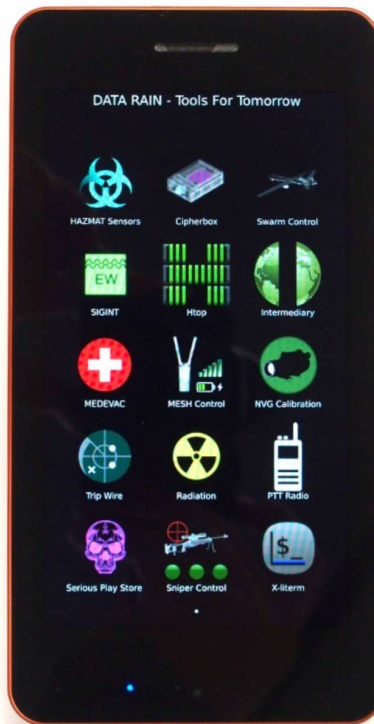 DATA RAIN - Tools For Tomorrow
HAZMAT Sensors Cipherbox Swarm Control
EW
SIGINT Htop Intermediary
MEDEVAC MESH Control NVG Calibration
Trip Wire Radiation PTT Radio
$_
Serious Play Store Sniper Control X-literm